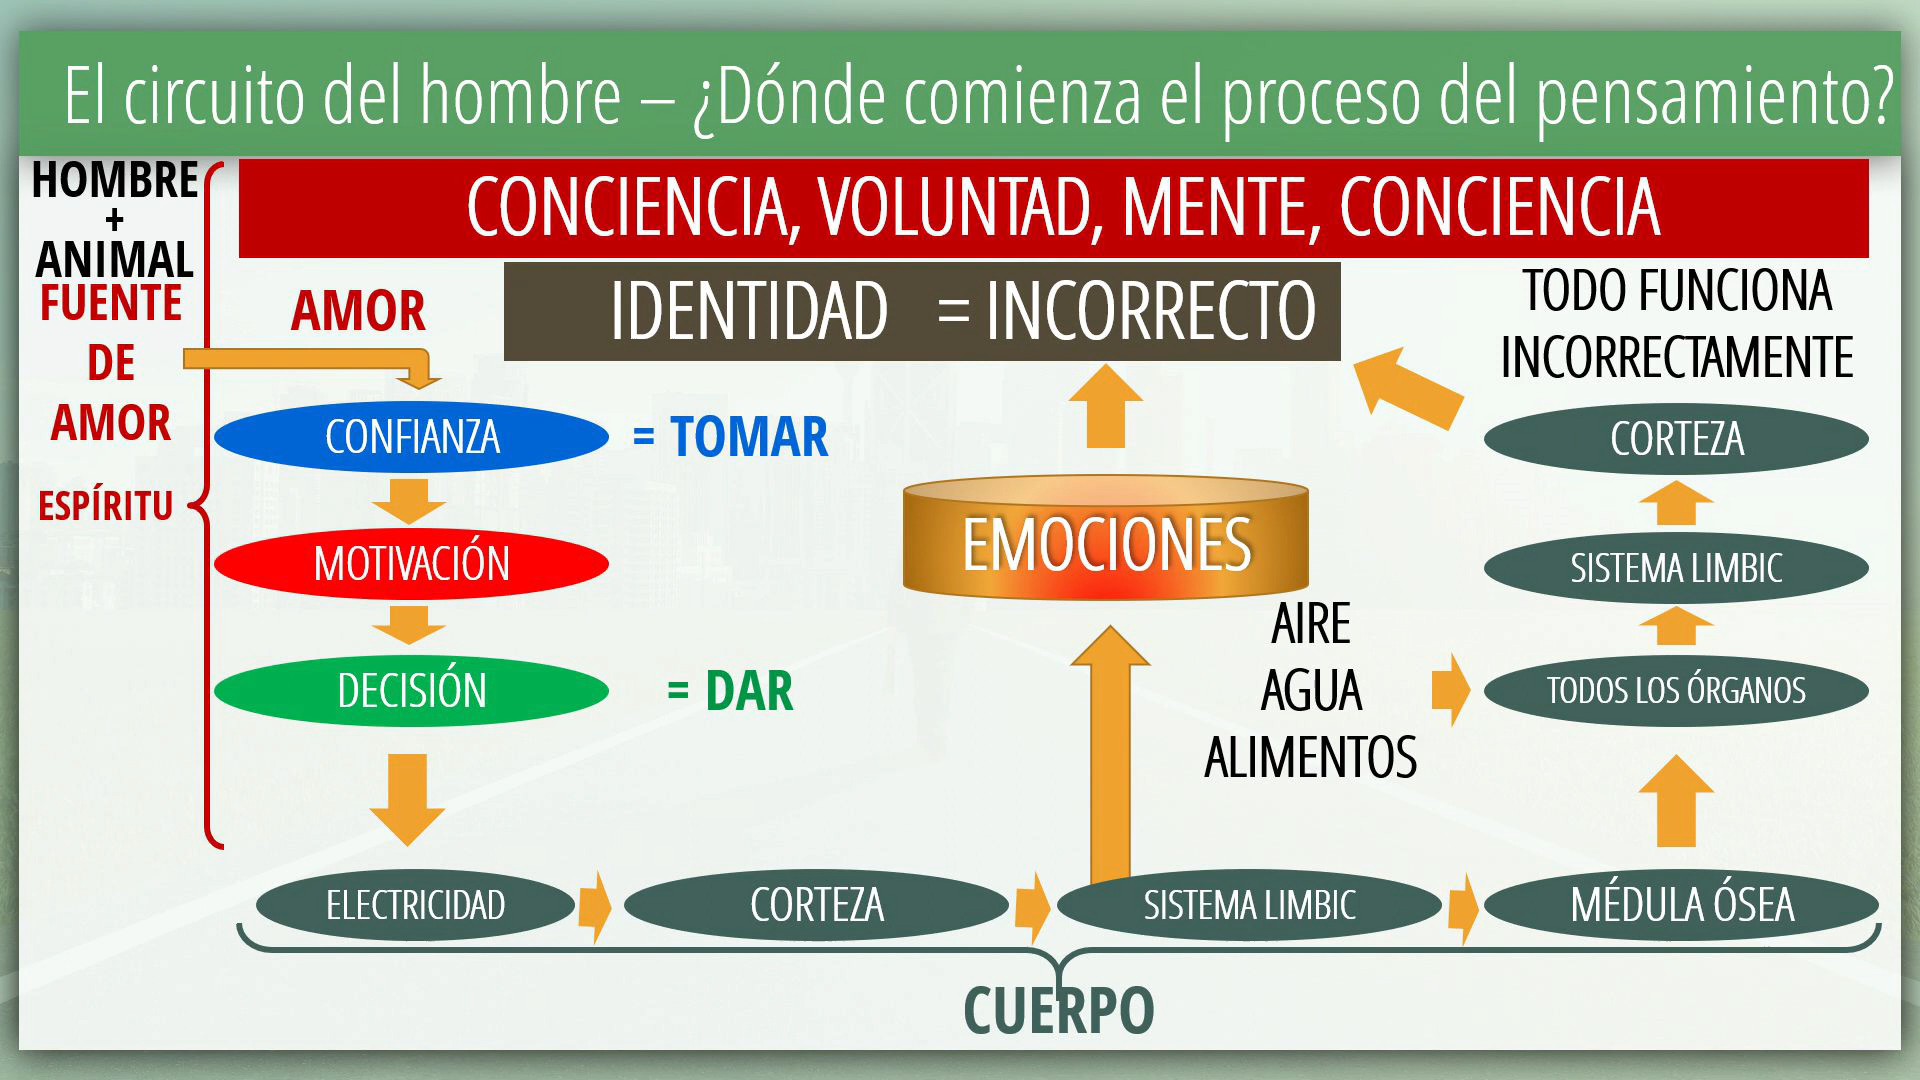 El circuito del hombre – ¿Dónde comienza el proceso del pensamiento?
HOMBRE
+
ANIMAL
FUENTE
DE
AMOR
ESPÍRITU
CONCIENCIA, VOLUNTAD, MENTE, CONCIENCIA
IDENTIDAD = INCORRECTO
AMOR
CONFIANZA
= TOMAR
MOTIVACIÓN
DECISIÓN
= DAR
EMOCIONES
TODO FUNCIONA
INCORRECTAMENTE
CORTEZA
SISTEMA LIMBIC
TODOS LOS ÓRGANOS
AIRE
AGUA
ALIMENTOS
ELECTRICIDAD
CORTEZA
SISTEMA LIMBIC
MÉDULA ÓSEA
CUERPO